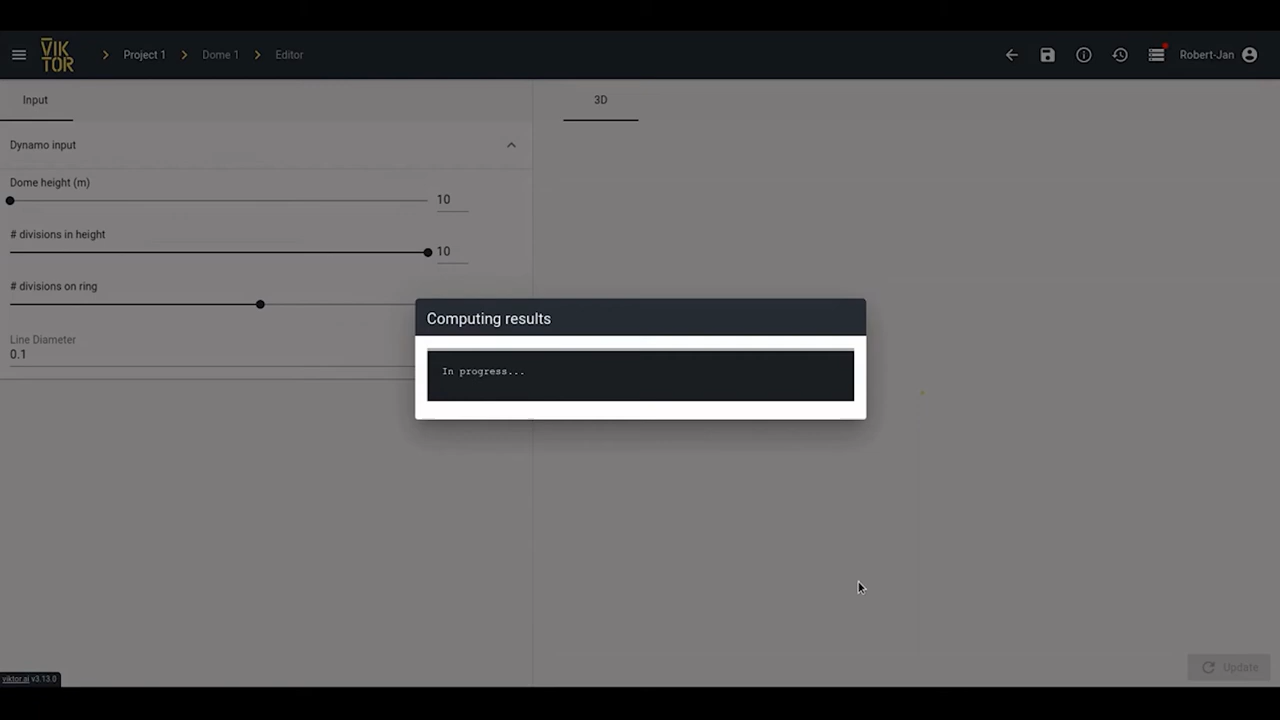 VIK
TOR
Project 1
Dome 1
Editor
Robert-Jan
Input
3D
Dynamo input
Dome height (m)
10
# divisions in height
10
# divisions on ring
Line Diameter
0.1
Computing results
In progress...
Update
viktor.ai v3.13.0